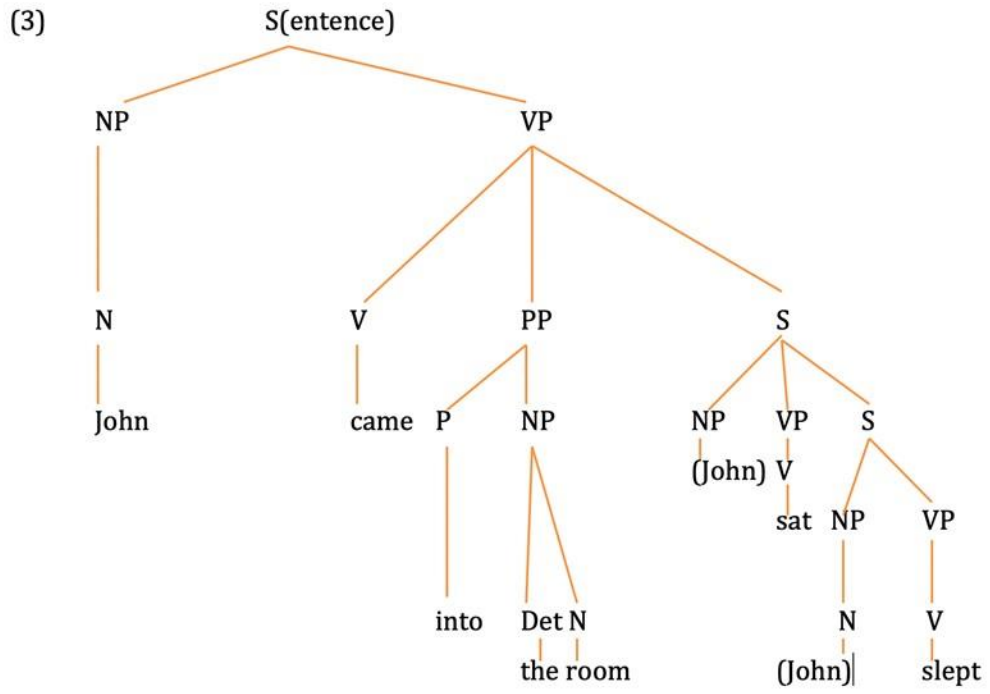 (3) S(entence)
NP VP
N V PP S
John came P NP NP VP S
(John) V
sat NP VP
into Det N N V
the room (John) slept